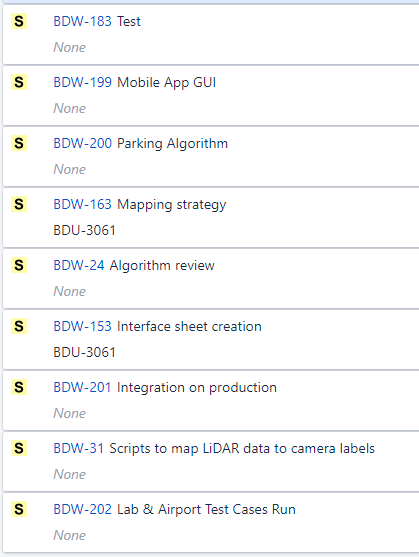 S BDW-183 Test
None
S BDW-199 Mobile App GUI
None
S BDW-200 Parking Algorithm
None
S BDW-163 Mapping strategy
BDU-3061
S BDW-24 Algorithm review
None
S BDW-153 Interface sheet creation
BDU-3061
S BDW-201 Integration on production
None
S BDW-31 Scripts to map LiDAR data to camera labels
None
S BDW-202 Lab & Airport Test Cases Run
None